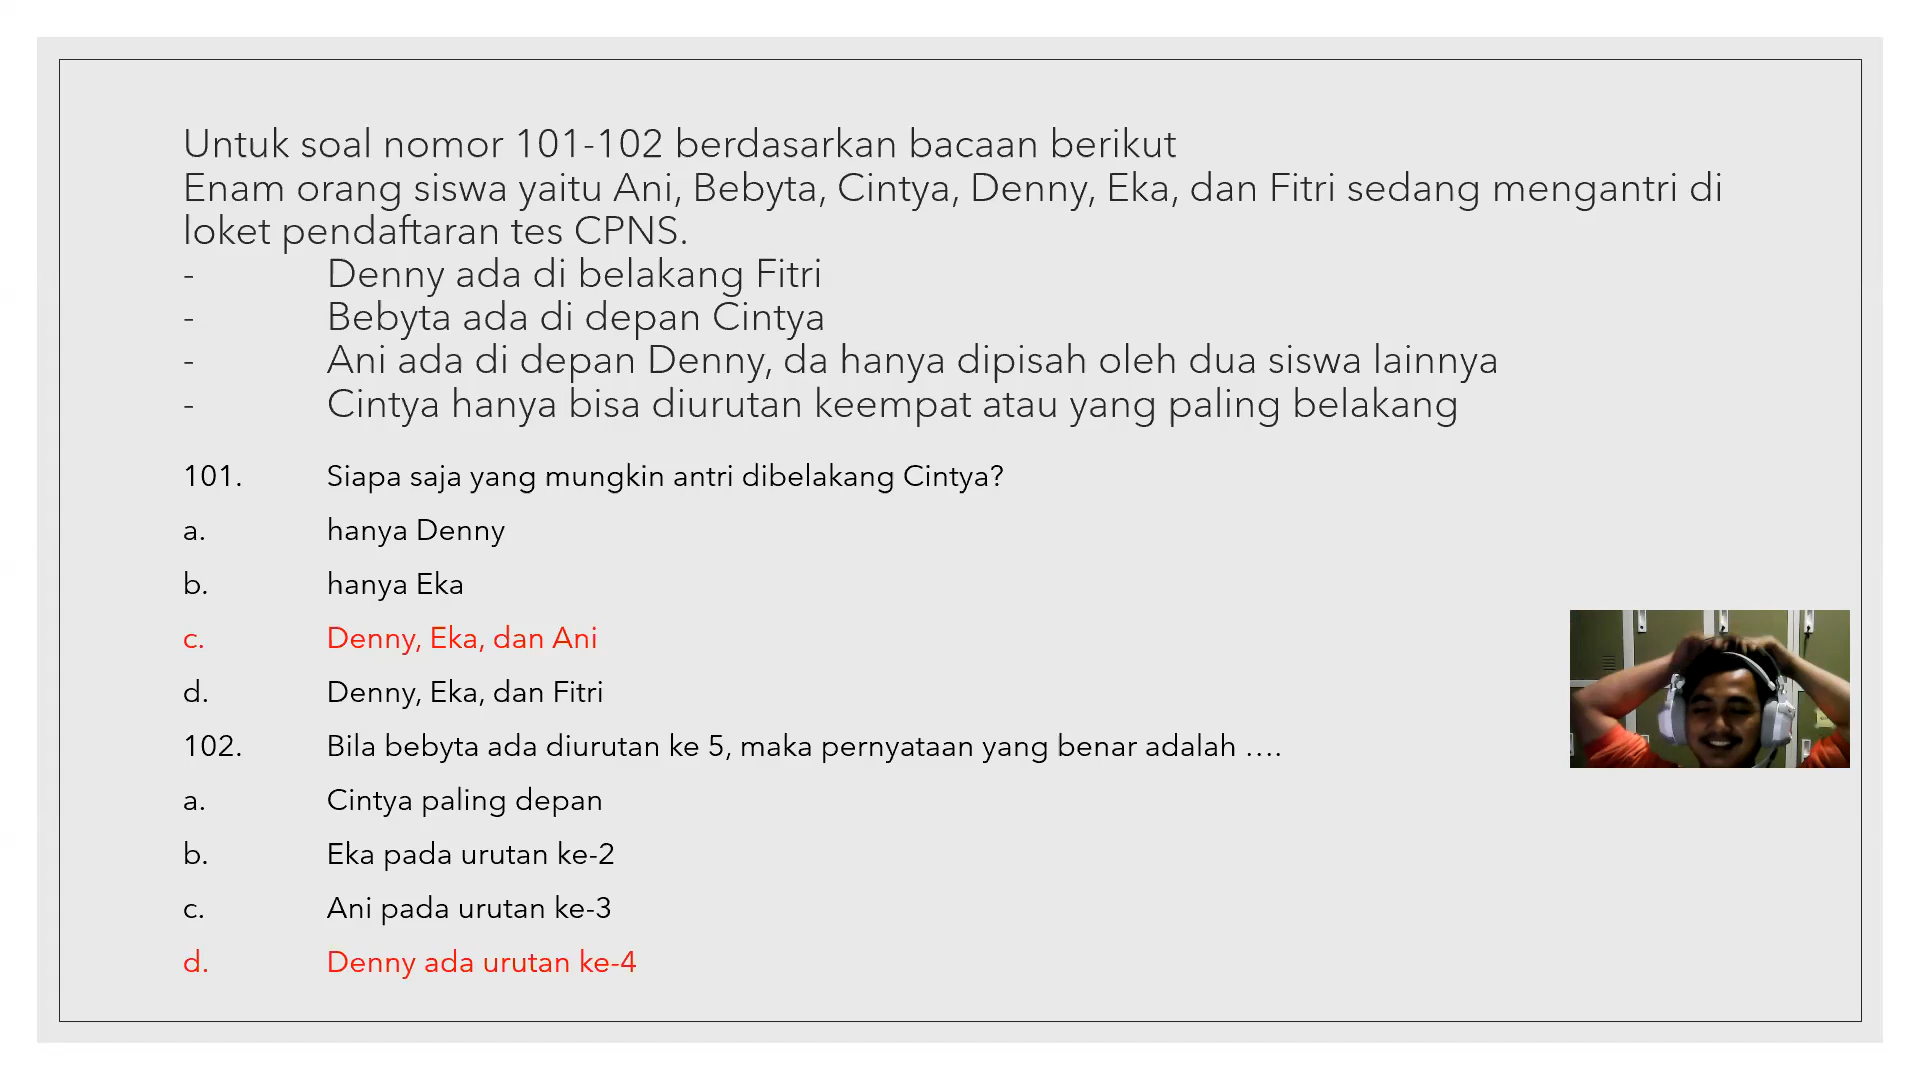 Untuk soal nomor 101-102 berdasarkan bacaan berikut
Enam orang siswa yaitu Ani, Bebyta, Cintya, Denny, Eka, dan Fitri sedang mengantri di
loket pendaftaran tes CPNS.
- Denny ada di belakang Fitri
- Bebyta ada di depan Cintya
- Ani ada di depan Denny, da hanya dipisah oleh dua siswa lainnya
- Cintya hanya bisa diurutan keempat atau yang paling belakang
101. Siapa saja yang mungkin antri dibelakang Cintya?
a. hanya Denny
b. hanya Eka
c. Denny, Eka, dan Ani
d. Denny, Eka, dan Fitri
102. Bila bebyta ada diurutan ke 5, maka pernyataan yang benar adalah ....
a. Cintya paling depan
b. Eka pada urutan ke-2
c. Ani pada urutan ke-3
d. Denny ada urutan ke-4